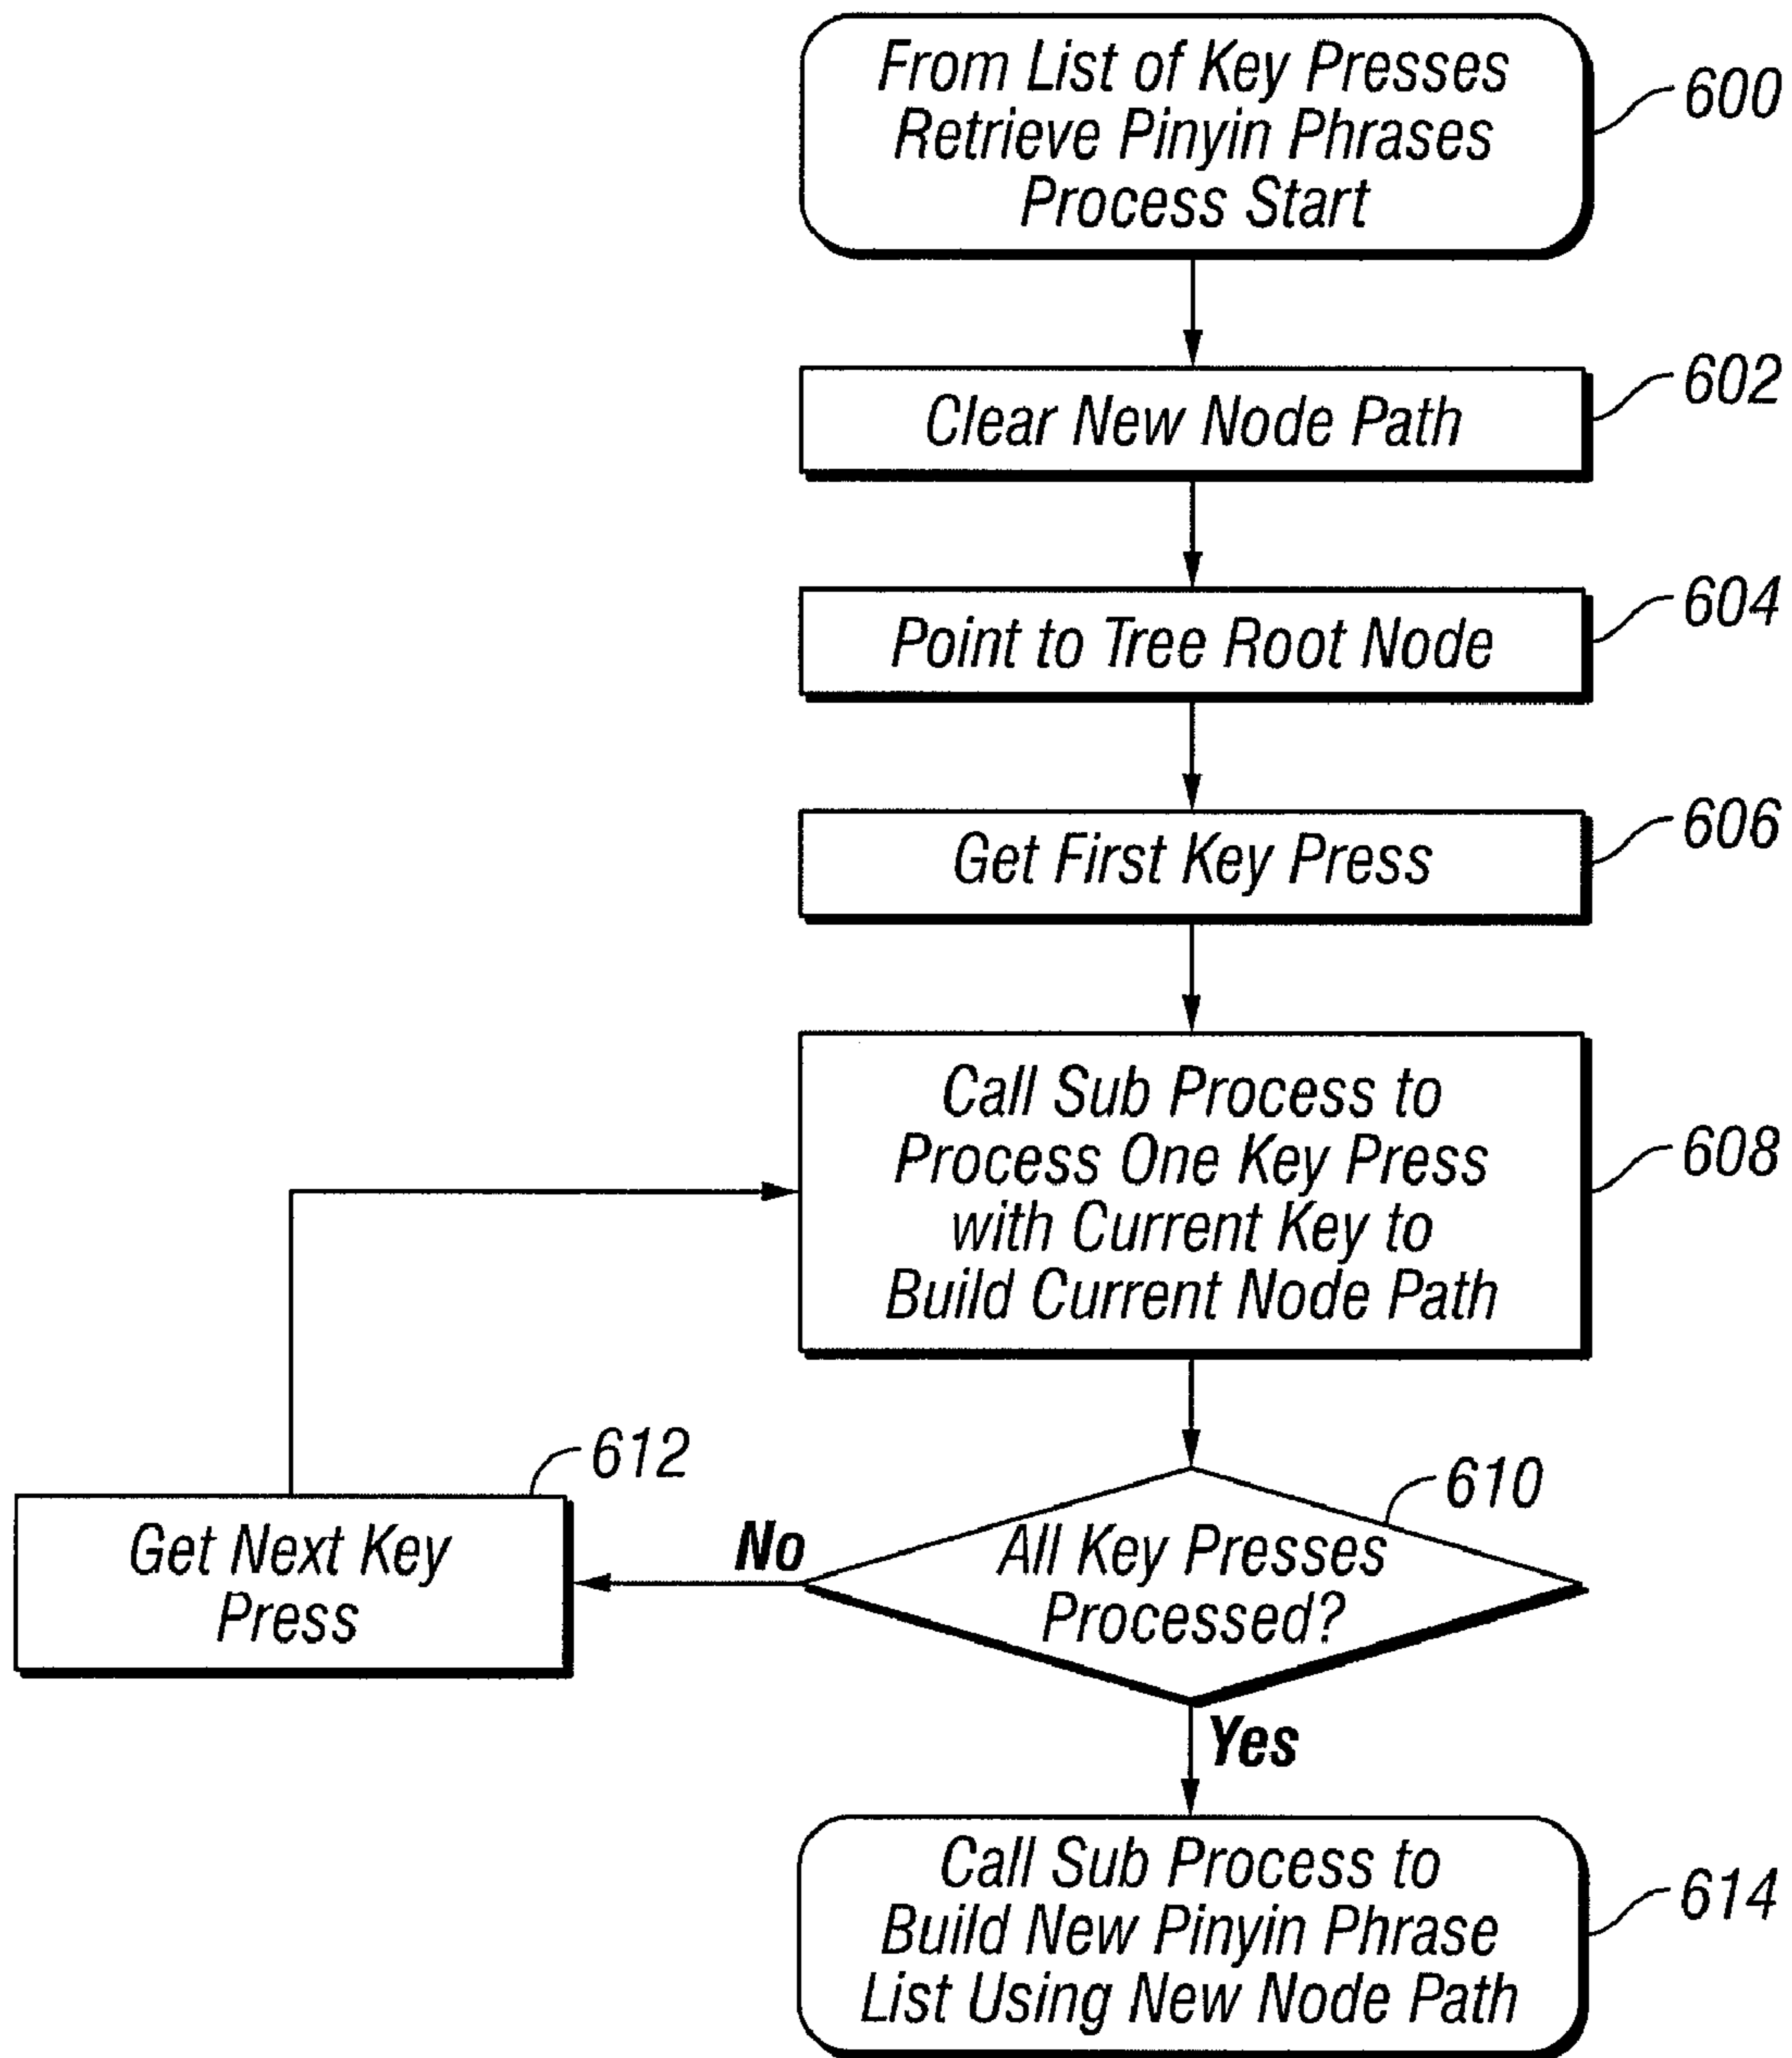 From List of Key Presses
Retrieve Pinyin Phrases
Process Start
600
Clear New Node Path
602
Point to Tree Root Node
604
Get First Key Press
606
Call Sub Process to
Process One Key Press
with Current Key to
Build Current Node Path
608
All Key Presses
Processed?
610
No
Get Next Key
Press
612
Yes
Call Sub Process to
Build New Pinyin Phrase
List Using New Node Path
614